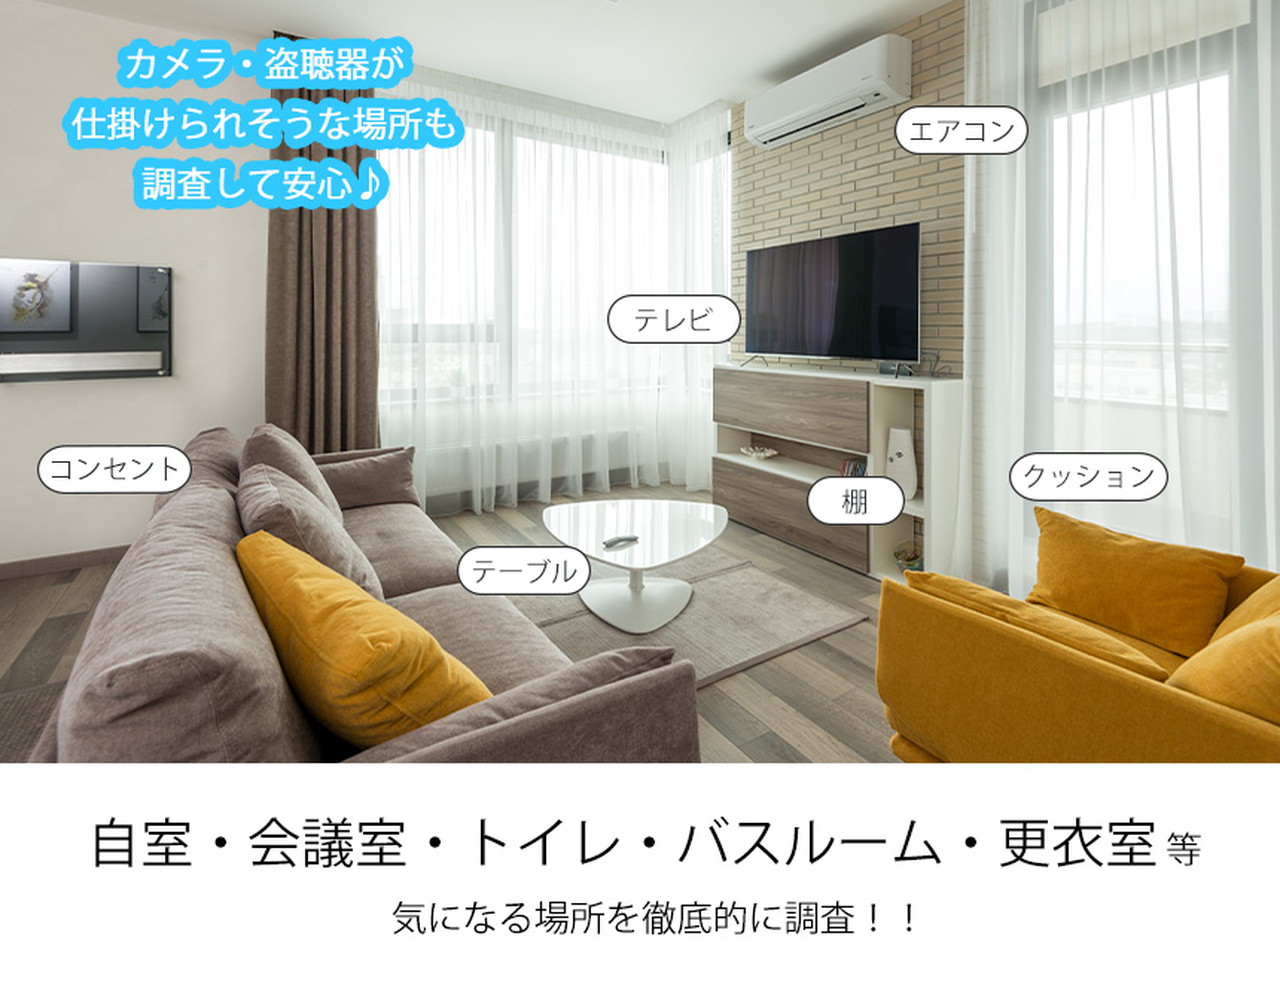 カメラ・盗聴器が
仕掛けられそうな場所も
調査して安心♪
エアコン
テレビ
コンセント
クッション
棚
テーブル
自室・会議室・トイレ・バスルーム・更衣室 等
気になる場所を徹底的に調査！！